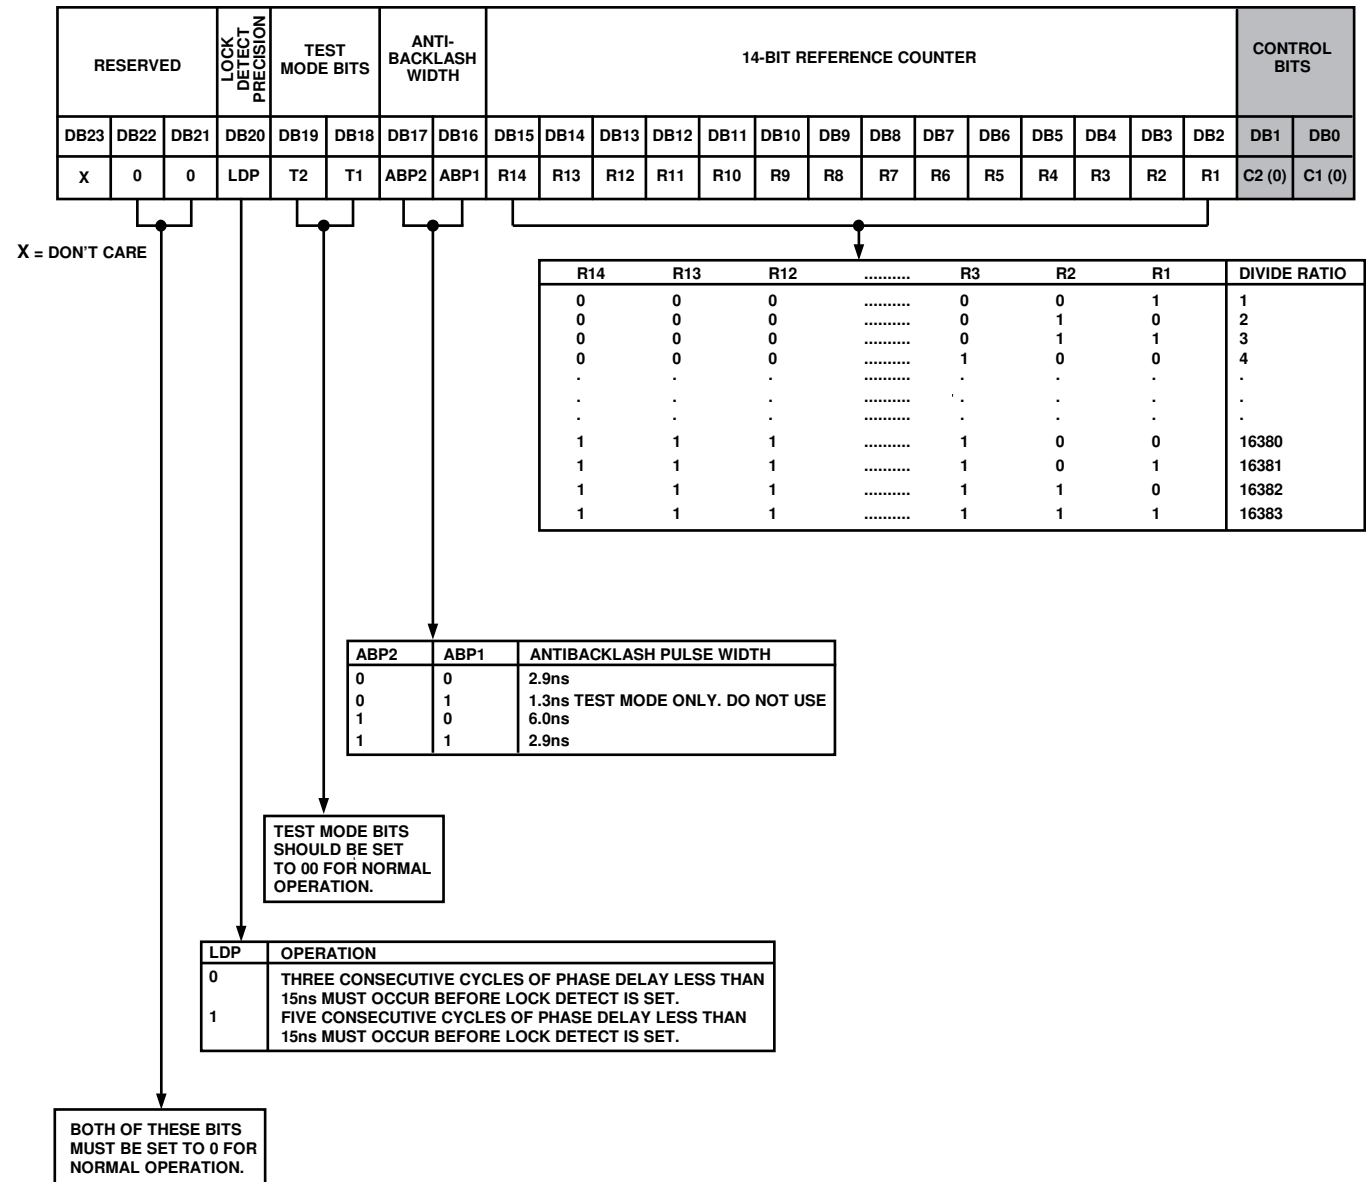 RESERVED
LOCK
DETECT
PRECISION
TEST
MODE BITS
ANTI-
BACKLASH
WIDTH
14-BIT REFERENCE COUNTER
CONTROL
BITS
DB23 DB22 DB21 DB20 DB19 DB18 DB17 DB16 DB15 DB14 DB13 DB12 DB11 DB10 DB9 DB8 DB7 DB6 DB5 DB4 DB3 DB2 DB1 DB0
X 0 0 LDP T2 T1 ABP2 ABP1 R14 R13 R12 R11 R10 R9 R8 R7 R6 R5 R4 R3 R2 R1 C2 (0) C1 (0)
X = DON'T CARE
R14 R13 R12 .......... R3 R2 R1 DIVIDE RATIO
0 0 0 .......... 0 0 1 1
0 0 0 .......... 0 1 0 2
0 0 0 .......... 0 1 1 3
0 0 0 .......... 1 0 0 4
. . . .......... . . . .
. . . .......... . . . .
. . . .......... . . . .
1 1 1 .......... 1 0 0 16380
1 1 1 .......... 1 0 1 16381
1 1 1 .......... 1 1 0 16382
1 1 1 .......... 1 1 1 16383
ABP2 ABP1 ANTIBACKLASH PULSE WIDTH
0 0 2.9ns
0 1 1.3ns TEST MODE ONLY. DO NOT USE
1 0 6.0ns
1 1 2.9ns
TEST MODE BITS
SHOULD BE SET
TO 00 FOR NORMAL
OPERATION.
LDP OPERATION
0 THREE CONSECUTIVE CYCLES OF PHASE DELAY LESS THAN
15ns MUST OCCUR BEFORE LOCK DETECT IS SET.
1 FIVE CONSECUTIVE CYCLES OF PHASE DELAY LESS THAN
15ns MUST OCCUR BEFORE LOCK DETECT IS SET.
BOTH OF THESE BITS
MUST BE SET TO 0 FOR
NORMAL OPERATION.